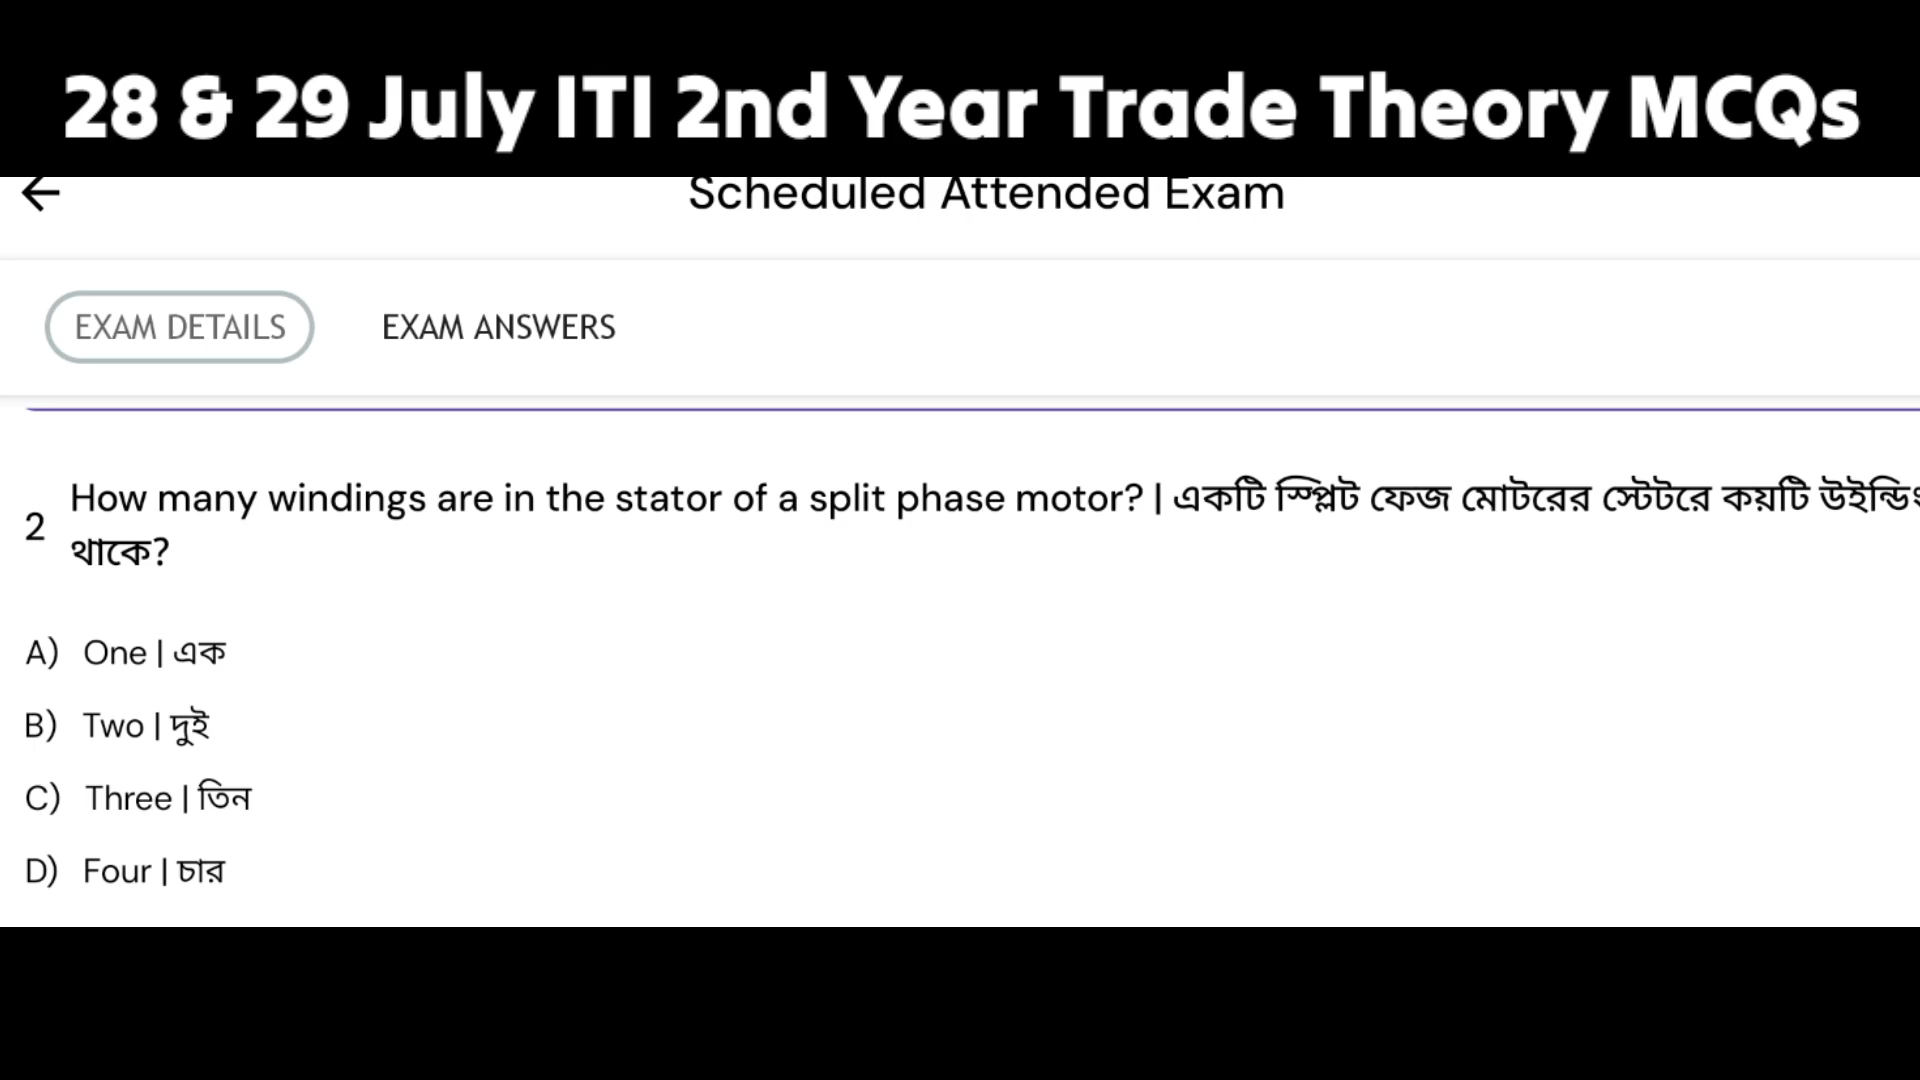 28 & 29 July ITI 2nd Year Trade Theory MCQs
Scheduled Attended Exam
EXAM DETAILS EXAM ANSWERS
2 How many windings are in the stator of a split phase motor? | একটি স্প্লিট ফেজ মোটরের স্টেটরে কয়টি উইন্ডিং
থাকে?
A) One | এক
B) Two | দুই
C) Three | তিন
D) Four | চার